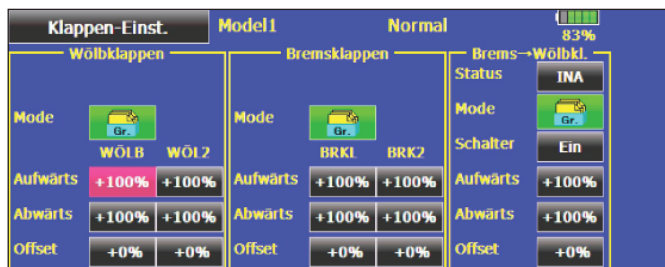 Klappen-Einst. Model1 Normal 83%
Wölbklappen Bremsklappen Brems→Wölbkl.
Status INA
Mode Gr. Mode Gr. Mode Gr.
WÖLB WÖL2 BRKL BRK2 Schalter Ein
Aufwärts +100% +100% Aufwärts +100% +100% Aufwärts +100%
Abwärts +100% +100% Abwärts +100% +100% Abwärts +100%
Offset +0% +0% Offset +0% +0% Offset +0%